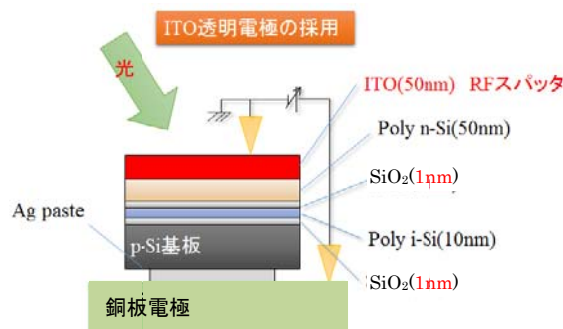 ITO透明電極の採用
光
ITO(50nm) RFスパッタ
Poly n-Si(50nm)
SiO₂(1nm)
Ag paste
Poly i-Si(10nm)
p-Si基板
SiO₂(1nm)
銅板電極